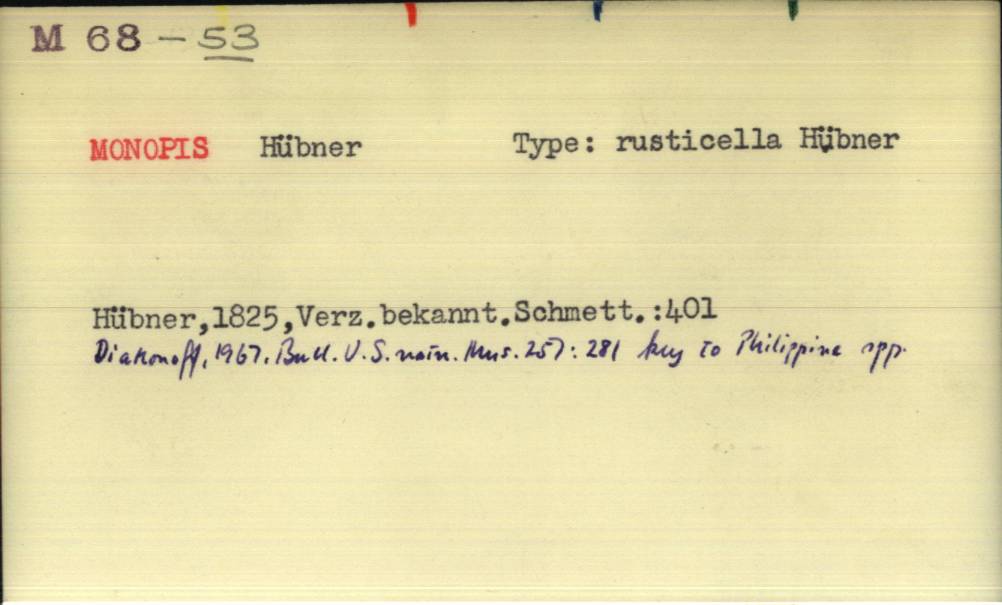 M 68 — 53
MONOPIS Hübner Type: rusticella Hübner
Hübner,1825,Verz.bekannt.Schmett.:401
Diakonoff, 1967. Bull. U.S. natn. Mus. 257: 281 key to Philippine spp.